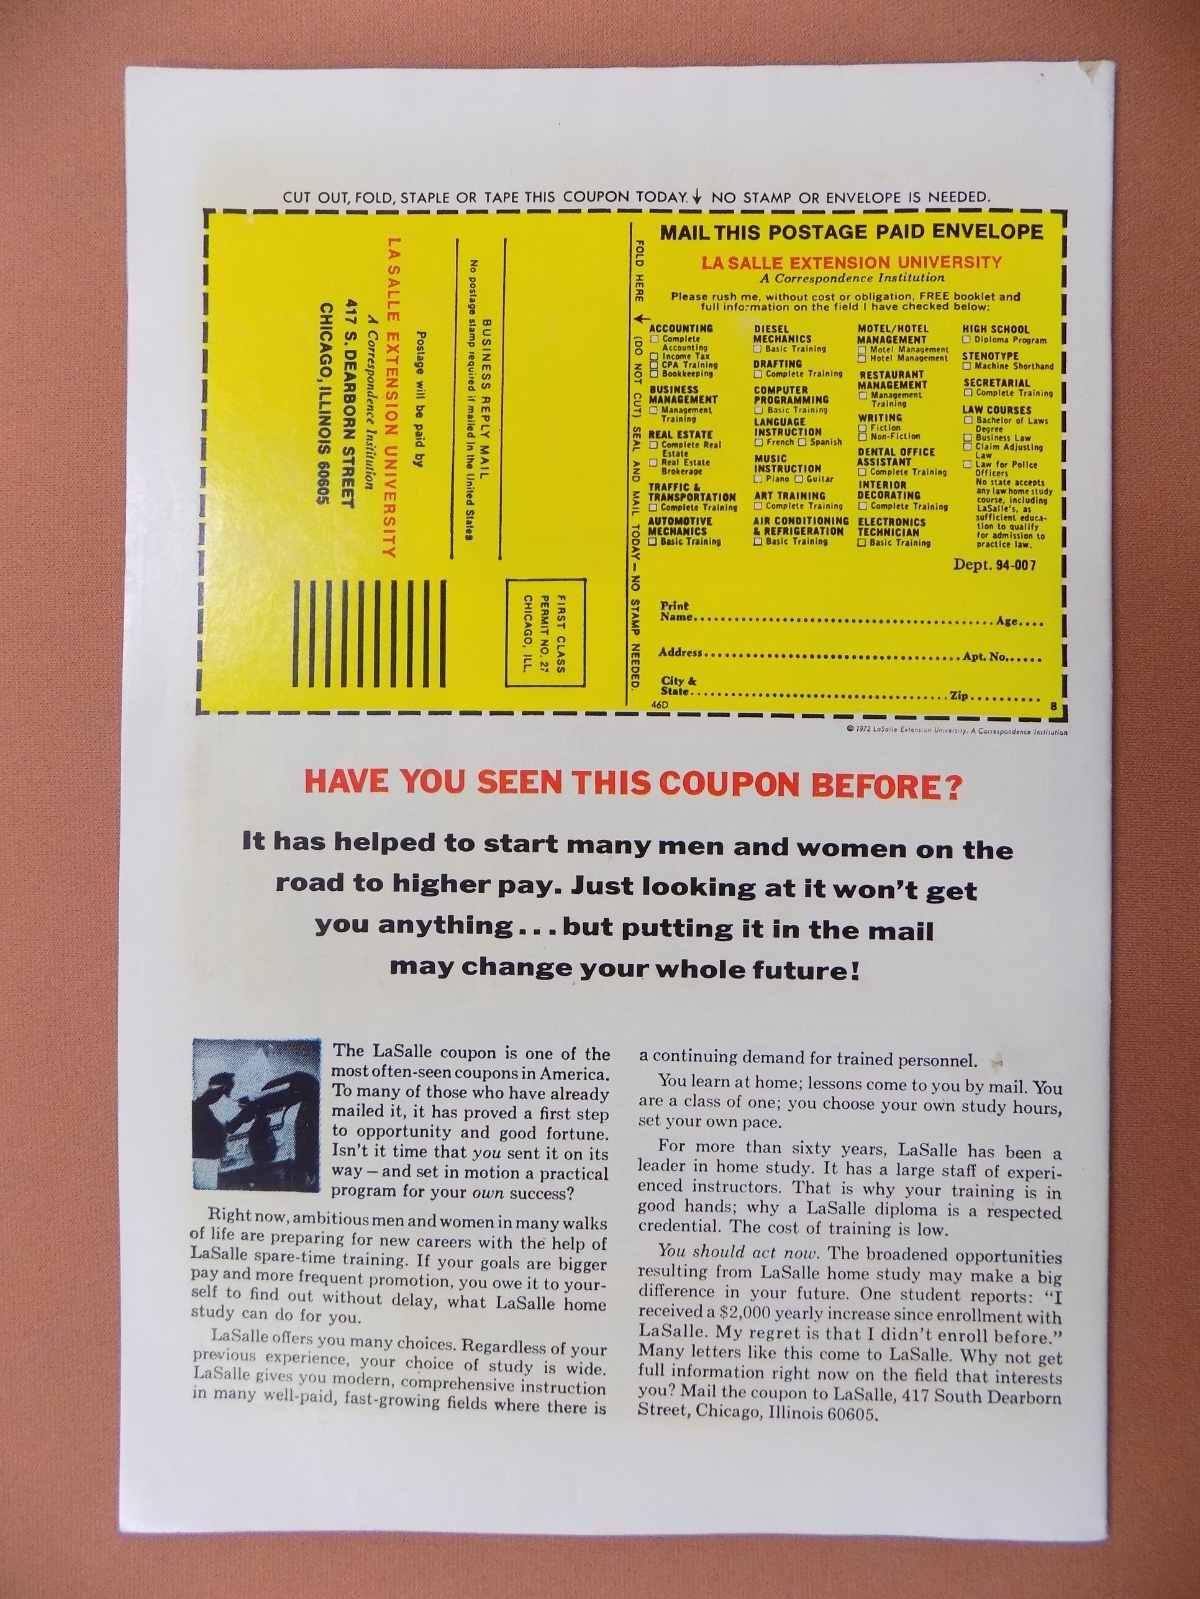 CUT OUT, FOLD, STAPLE OR TAPE THIS COUPON TODAY. ↓ NO STAMP OR ENVELOPE IS NEEDED.
FIRST CLASS
PERMIT NO. 27
CHICAGO, ILL.
BUSINESS REPLY MAIL
No postage stamp required if mailed in the United States
Postage will be paid by
LA SALLE EXTENSION UNIVERSITY
A Correspondence Institution
417 S. DEARBORN STREET
CHICAGO, ILLINOIS 60605
FOLD HERE ↓ (DO NOT CUT) SEAL AND MAIL TODAY — NO STAMP NEEDED.
MAIL THIS POSTAGE PAID ENVELOPE
LA SALLE EXTENSION UNIVERSITY
A Correspondence Institution
Please rush me, without cost or obligation, FREE booklet and
full information on the field I have checked below:
ACCOUNTING
☐ Complete
Accounting
☐ Income Tax
☐ CPA Training
☐ Bookkeeping
BUSINESS
MANAGEMENT
☐ Management
Training
REAL ESTATE
☐ Complete Real
Estate
☐ Real Estate
Brokerage
TRAFFIC &
TRANSPORTATION
☐ Complete Training
AUTOMOTIVE
MECHANICS
☐ Basic Training
DIESEL
MECHANICS
☐ Basic Training
DRAFTING
☐ Complete Training
COMPUTER
PROGRAMMING
☐ Basic Training
LANGUAGE
INSTRUCTION
☐ French ☐ Spanish
MUSIC
INSTRUCTION
☐ Piano ☐ Guitar
ART TRAINING
☐ Complete Training
AIR CONDITIONING
& REFRIGERATION
☐ Basic Training
MOTEL/HOTEL
MANAGEMENT
☐ Motel Management
☐ Hotel Management
RESTAURANT
MANAGEMENT
☐ Management
Training
WRITING
☐ Fiction
☐ Non-Fiction
DENTAL OFFICE
ASSISTANT
☐ Complete Training
INTERIOR
DECORATING
☐ Complete Training
ELECTRONICS
TECHNICIAN
☐ Basic Training
HIGH SCHOOL
☐ Diploma Program
STENOTYPE
☐ Machine Shorthand
SECRETARIAL
☐ Complete Training
LAW COURSES
☐ Bachelor of Laws
Degree
☐ Business Law
☐ Claim Adjusting
Law
☐ Law for Police
Officers
No state accepts
any law home study
course, including
LaSalle's, as
sufficient educa-
tion to qualify
for admission to
practice law.
Dept. 94-007
Print
Name.......... Age....
Address.......... Apt. No......
City &
State.......... Zip..........
46D 8
© 1972 LaSalle Extension University. A Correspondence Institution
HAVE YOU SEEN THIS COUPON BEFORE?
It has helped to start many men and women on the
road to higher pay. Just looking at it won't get
you anything...but putting it in the mail
may change your whole future!
The LaSalle coupon is one of the
most often-seen coupons in America.
To many of those who have already
mailed it, it has proved a first step
to opportunity and good fortune.
Isn't it time that you sent it on its
way — and set in motion a practical
program for your own success?
Right now, ambitious men and women in many walks
of life are preparing for new careers with the help of
LaSalle spare-time training. If your goals are bigger
pay and more frequent promotion, you owe it to your-
self to find out without delay, what LaSalle home
study can do for you.
LaSalle offers you many choices. Regardless of your
previous experience, your choice of study is wide.
LaSalle gives you modern, comprehensive instruction
in many well-paid, fast-growing fields where there is
a continuing demand for trained personnel.
You learn at home; lessons come to you by mail. You
are a class of one; you choose your own study hours,
set your own pace.
For more than sixty years, LaSalle has been a
leader in home study. It has a large staff of experi-
enced instructors. That is why your training is in
good hands; why a LaSalle diploma is a respected
credential. The cost of training is low.
You should act now. The broadened opportunities
resulting from LaSalle home study may make a big
difference in your future. One student reports: "I
received a $2,000 yearly increase since enrollment with
LaSalle. My regret is that I didn't enroll before."
Many letters like this come to LaSalle. Why not get
full information right now on the field that interests
you? Mail the coupon to LaSalle, 417 South Dearborn
Street, Chicago, Illinois 60605.